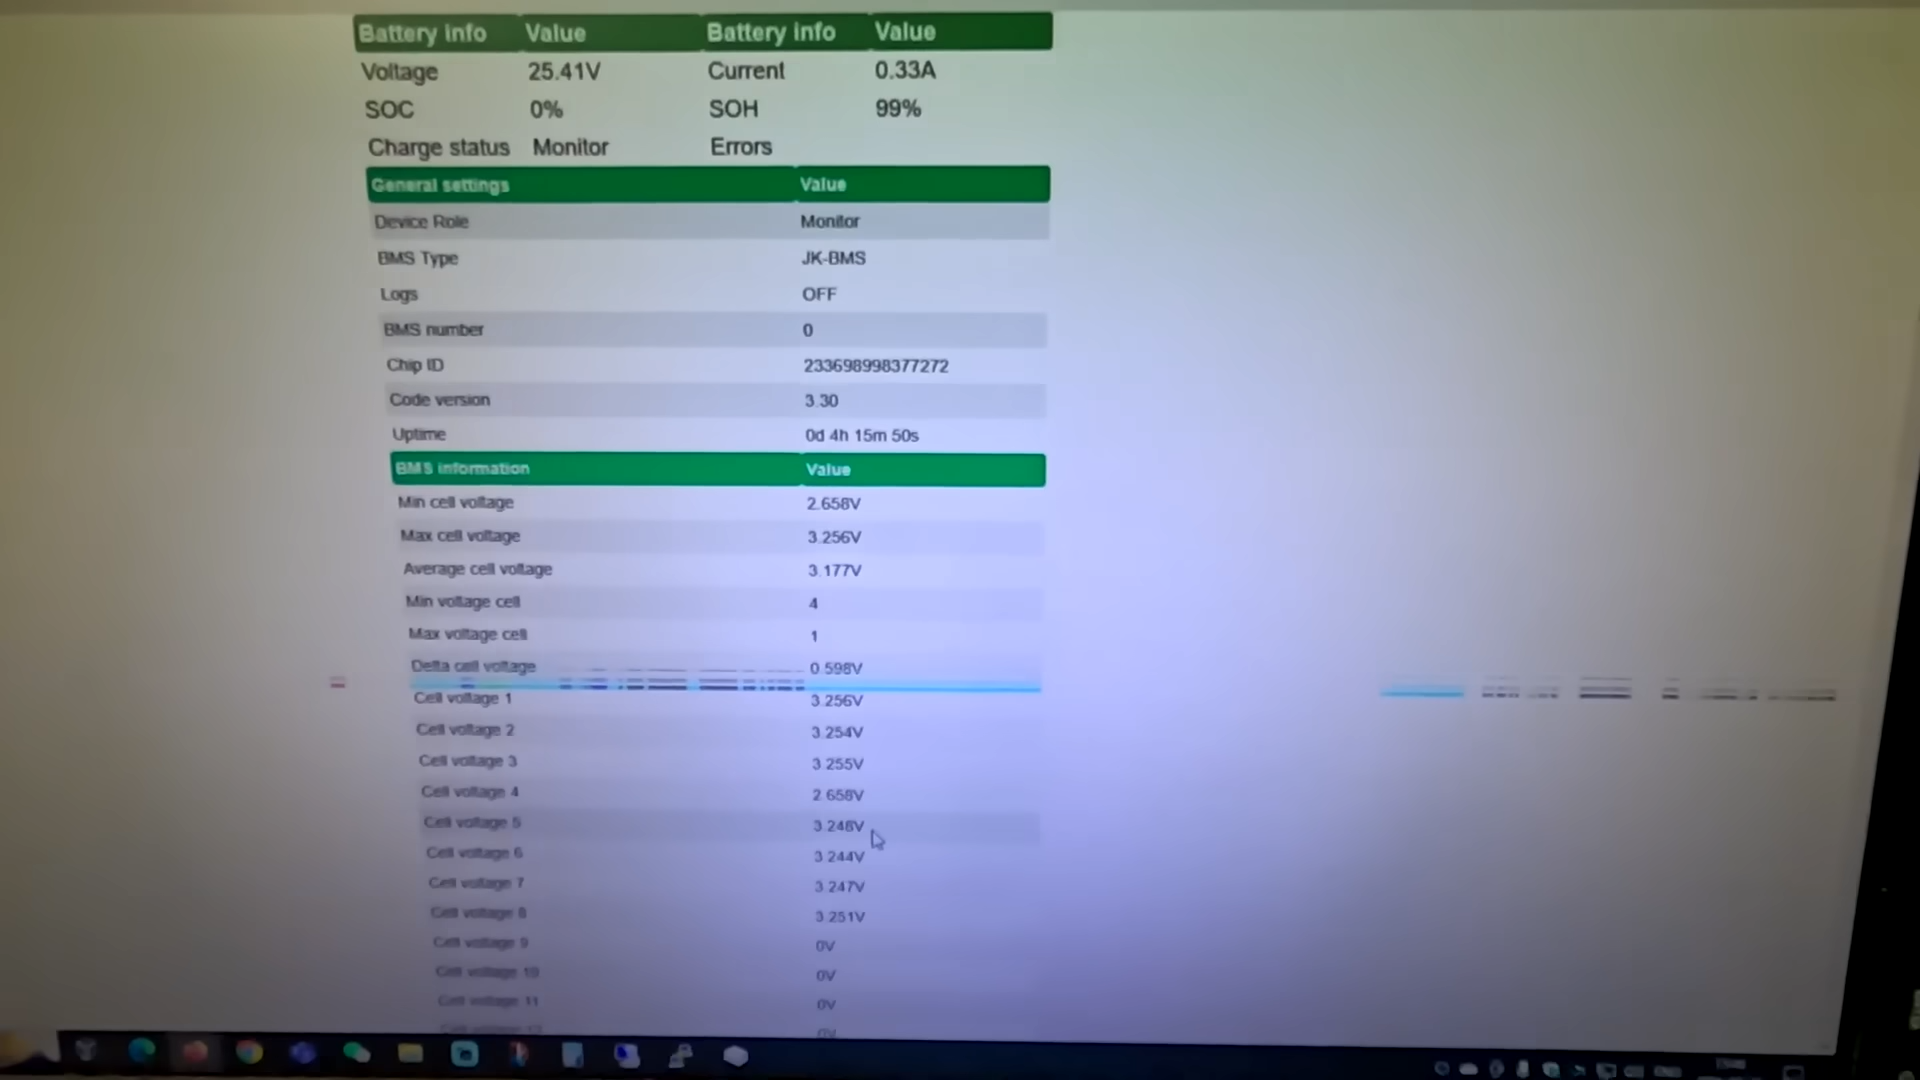 Battery info Value Battery info Value
Voltage 25.41V Current 0.33A
SOC 0% SOH 99%
Charge status Monitor Errors
General settings Value
Device Role Monitor
BMS Type JK-BMS
Logs OFF
BMS number 0
Chip ID 233698998377272
Code version 3.30
Uptime 0d 4h 15m 50s
BMS information Value
Min cell voltage 2.658V
Max cell voltage 3.256V
Average cell voltage 3.177V
Min voltage cell 4
Max voltage cell 1
Delta cell voltage 0.598V
Cell voltage 1 3.256V
Cell voltage 2 3.254V
Cell voltage 3 3.255V
Cell voltage 4 2.658V
Cell voltage 5 3.248V
Cell voltage 6 3.244V
Cell voltage 7 3.247V
Cell voltage 8 3.251V
Cell voltage 9 0V
Cell voltage 10 0V
Cell voltage 11 0V
Cell voltage 12 0V